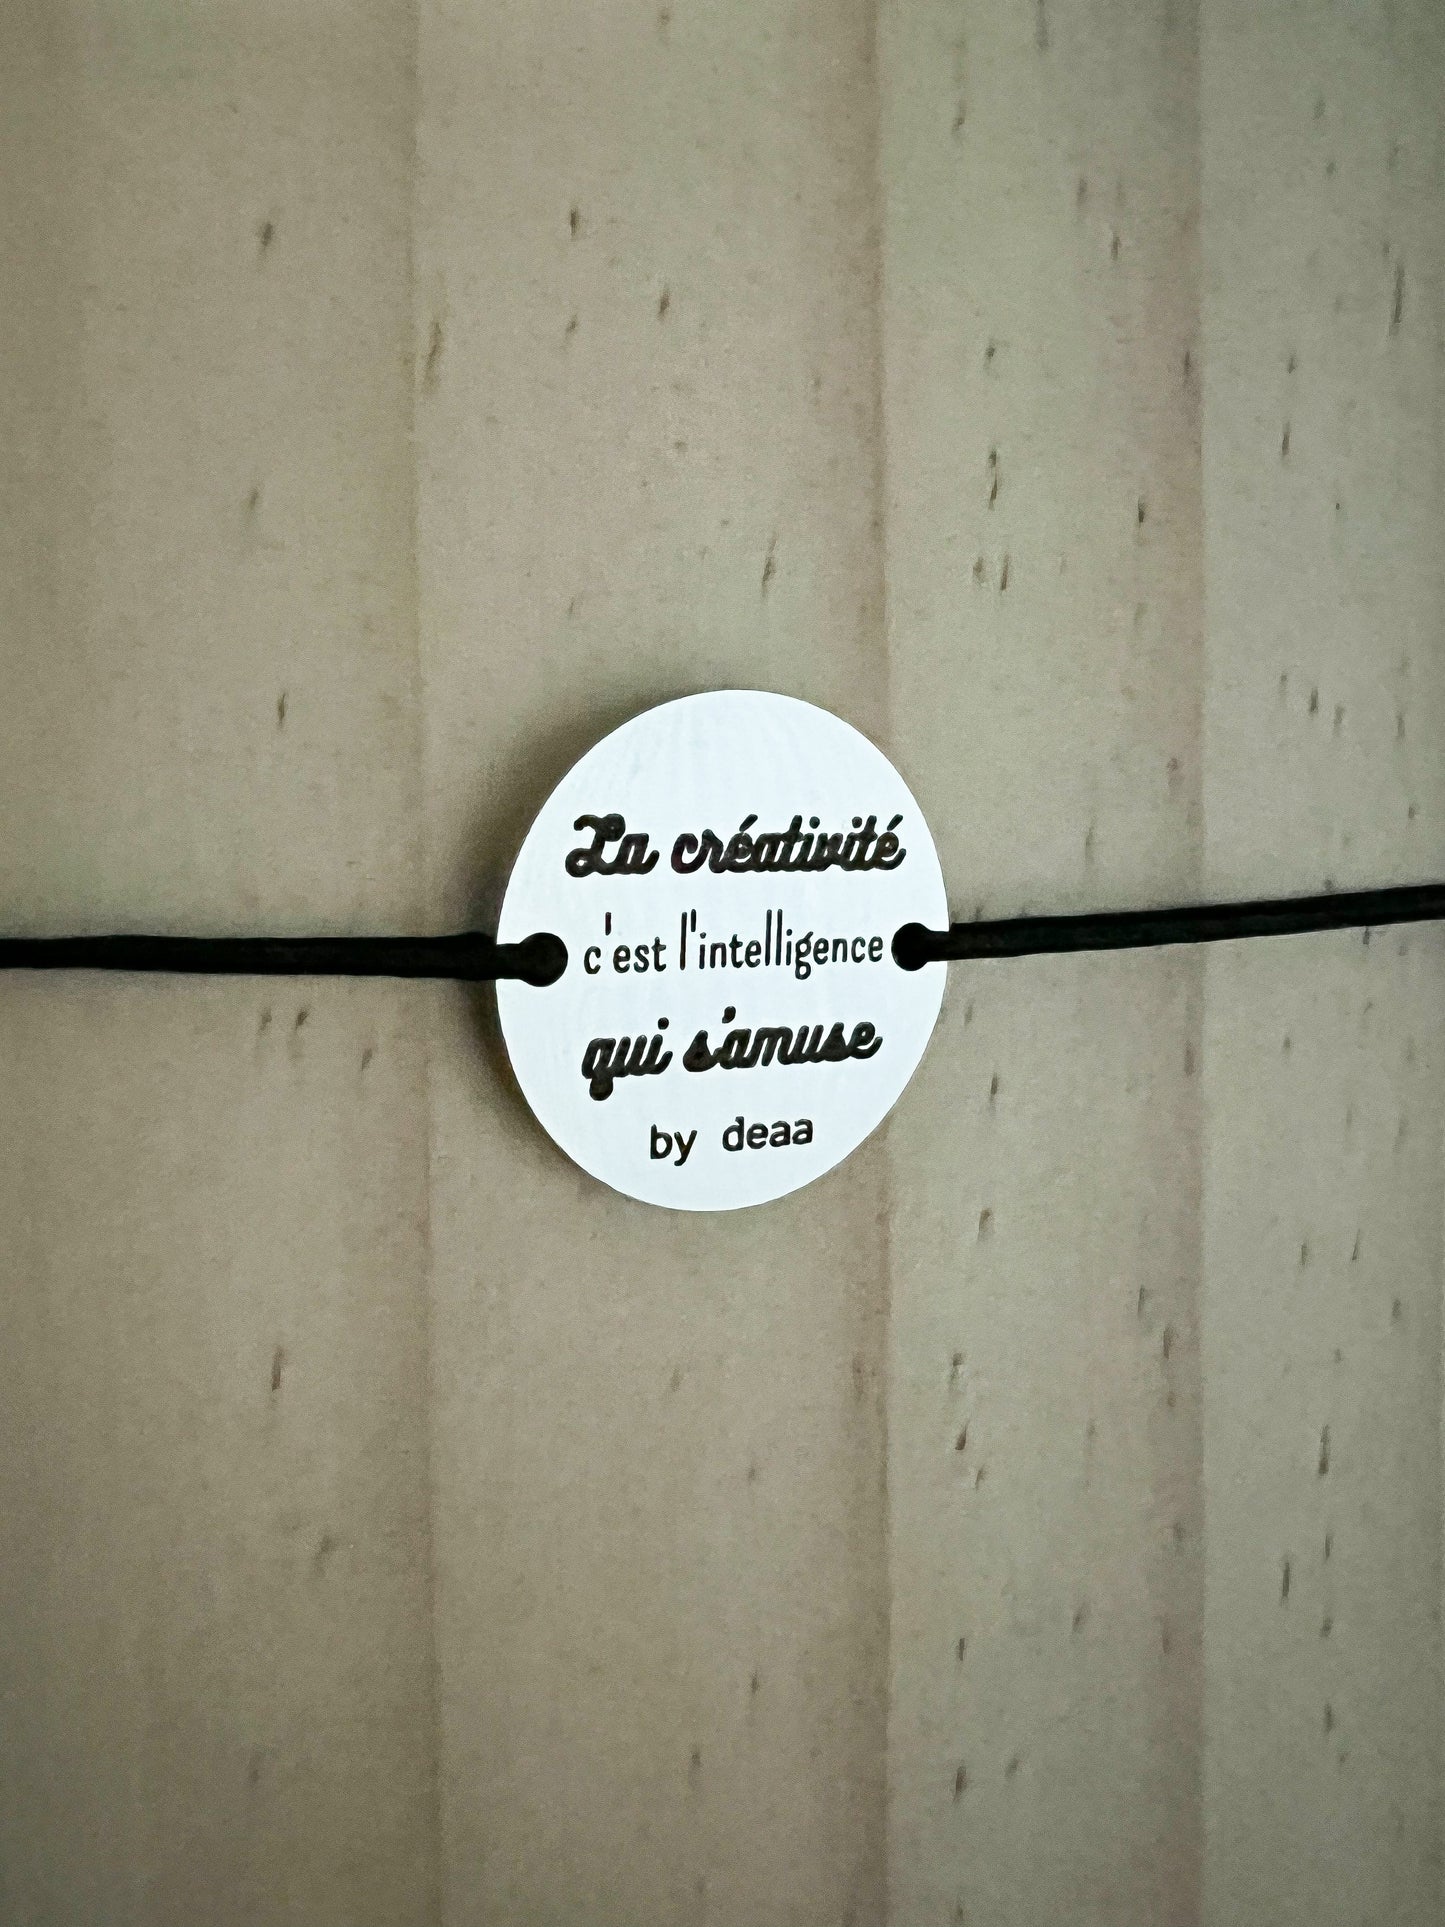 La créativité
c'est l'intelligence
qui s'amuse
by deaa